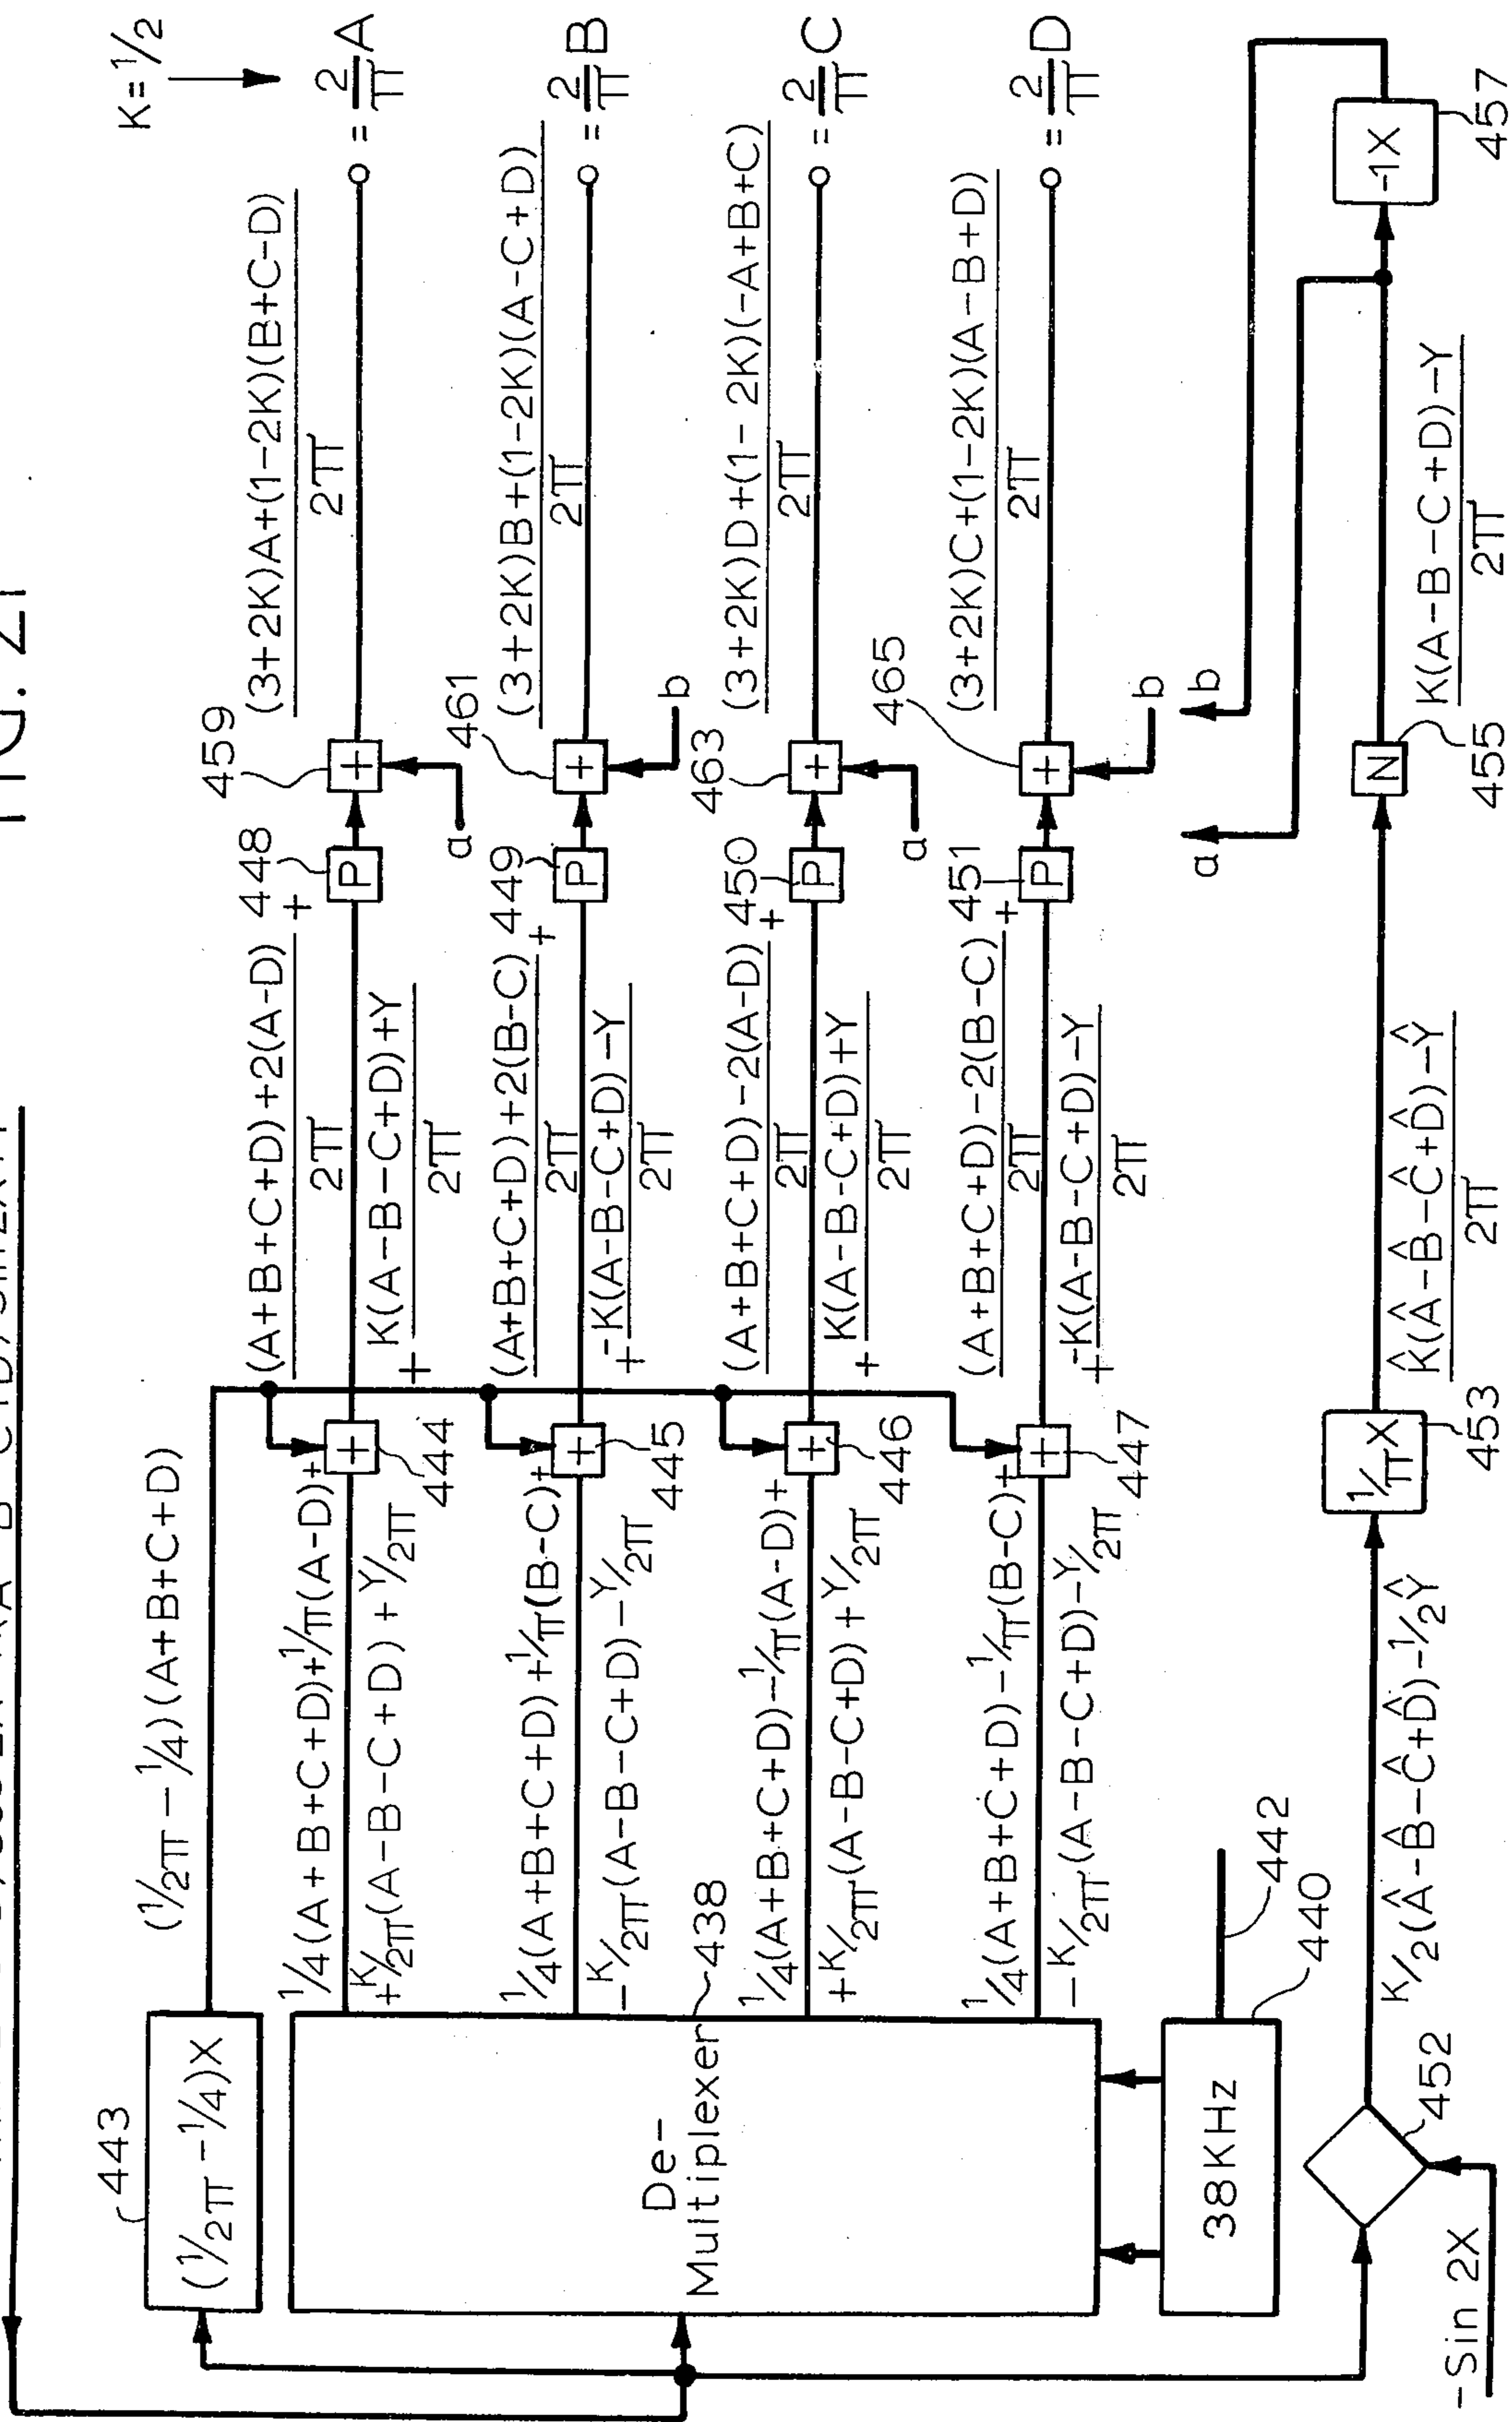 FIG. 21
K=1/2
443
(1/2π -1/4)X
(1/2π - 1/4)(A+B+C+D)
De-
Multiplexer
438
38KHz
440
442
1/4(A+B+C+D)+1/π(A-D)+
+K/2π(A-B-C+D)+Y/2π
444
+
(A+B+C+D)+2(A-D) +
2π
+ K(A-B-C+D)+Y
2π
448
P
459
+
a
(3+2K)A+(1-2K)(B+C-D)
2π
= 2/π A
1/4(A+B+C+D)+1/π(B-C)+
-K/2π(A-B-C+D)-Y/2π
445
+
(A+B+C+D)+2(B-C) +
2π
+ -K(A-B-C+D)-Y
2π
449
P
461
+
b
(3+2K)B+(1-2K)(A-C+D)
2π
= 2/π B
1/4(A+B+C+D)-1/π(A-D)+
+K/2π(A-B-C+D)+Y/2π
446
+
(A+B+C+D)-2(A-D) +
2π
+ K(A-B-C+D)+Y
2π
450
P
463
+
a
(3+2K)D+(1-2K)(-A+B+C)
2π
= 2/π C
1/4(A+B+C+D)-1/π(B-C)+
-K/2π(A-B-C+D)-Y/2π
447
+
(A+B+C+D)-2(B-C) +
2π
+ -K(A-B-C+D)-Y
2π
451
P
465
+
b
(3+2K)C+(1-2K)(A-B+D)
2π
= 2/π D
a
b
-Sin 2X
452
K/2(Â-B̂-Ĉ+D̂)-1/2Ŷ
1/π X
453
K̂(Â-B̂-Ĉ+D̂)-Ŷ
2π
N
455
K(A-B-C+D)-Y
2π
-1X
457